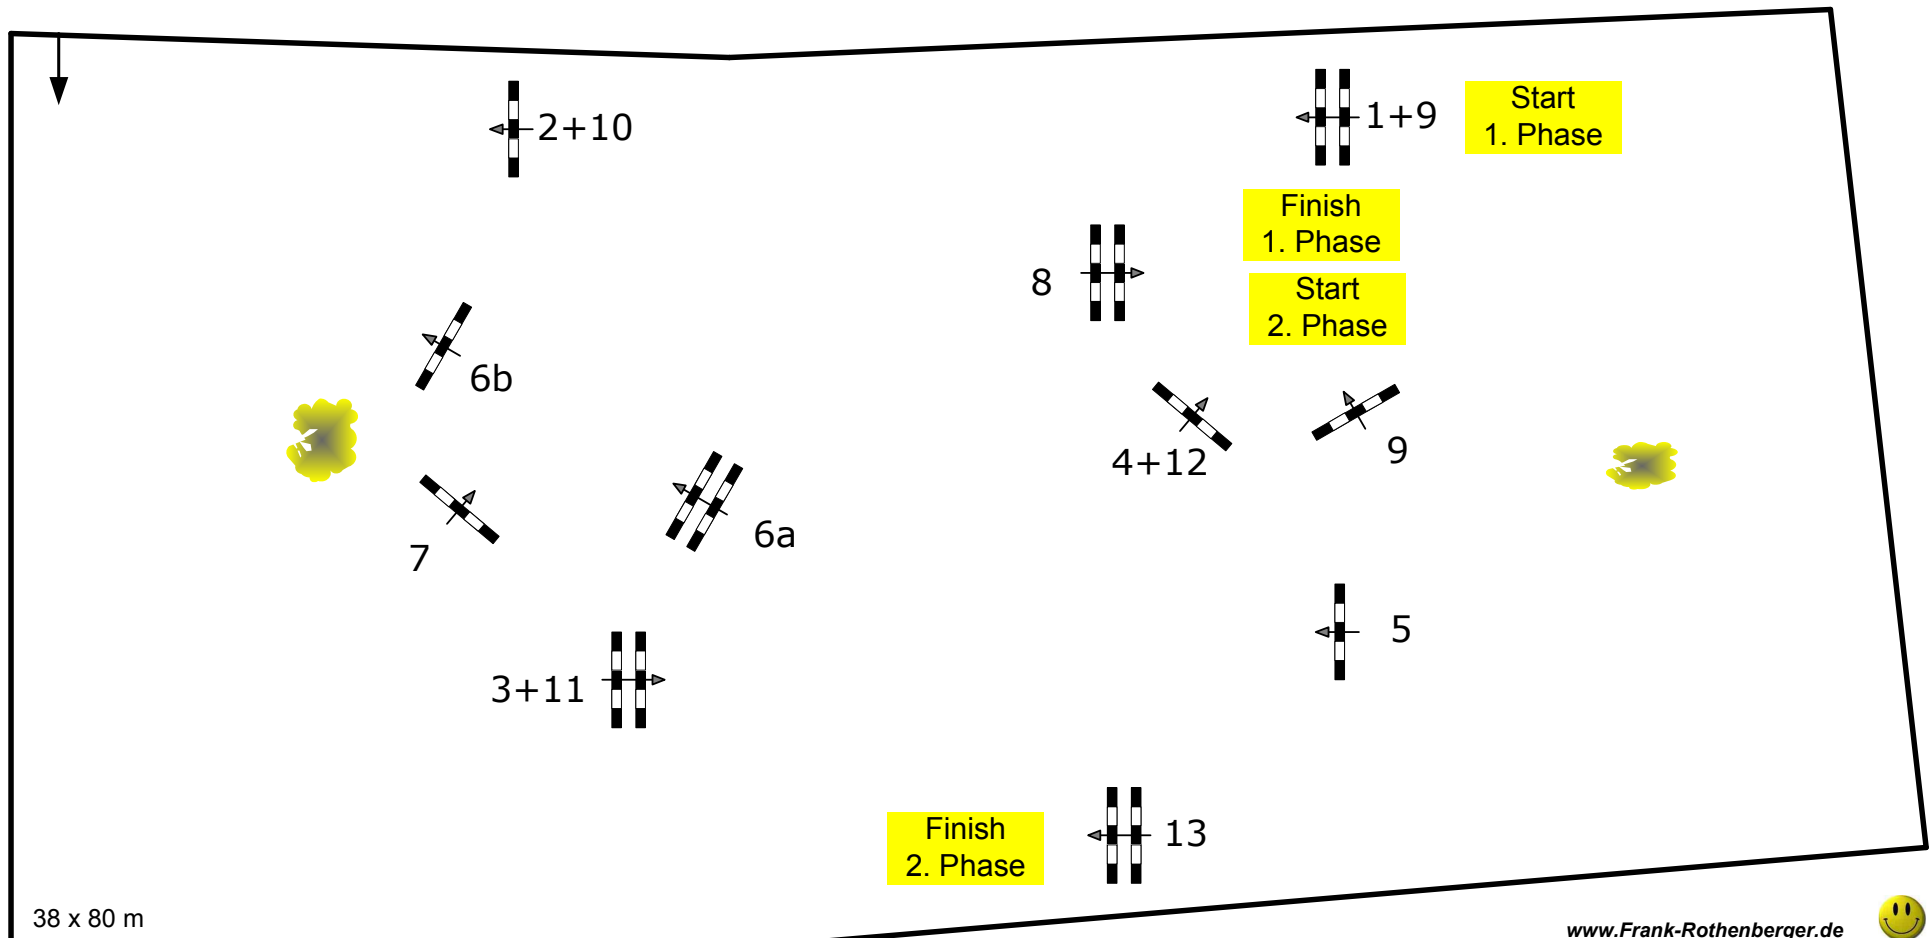 2+10
1+9
Start
1. Phase
Finish
1. Phase
8
Start
2. Phase
6b
4+12
9
7
6a
5
3+11
Finish
2. Phase
13
38 x 80 m
www.Frank-Rothenberger.de